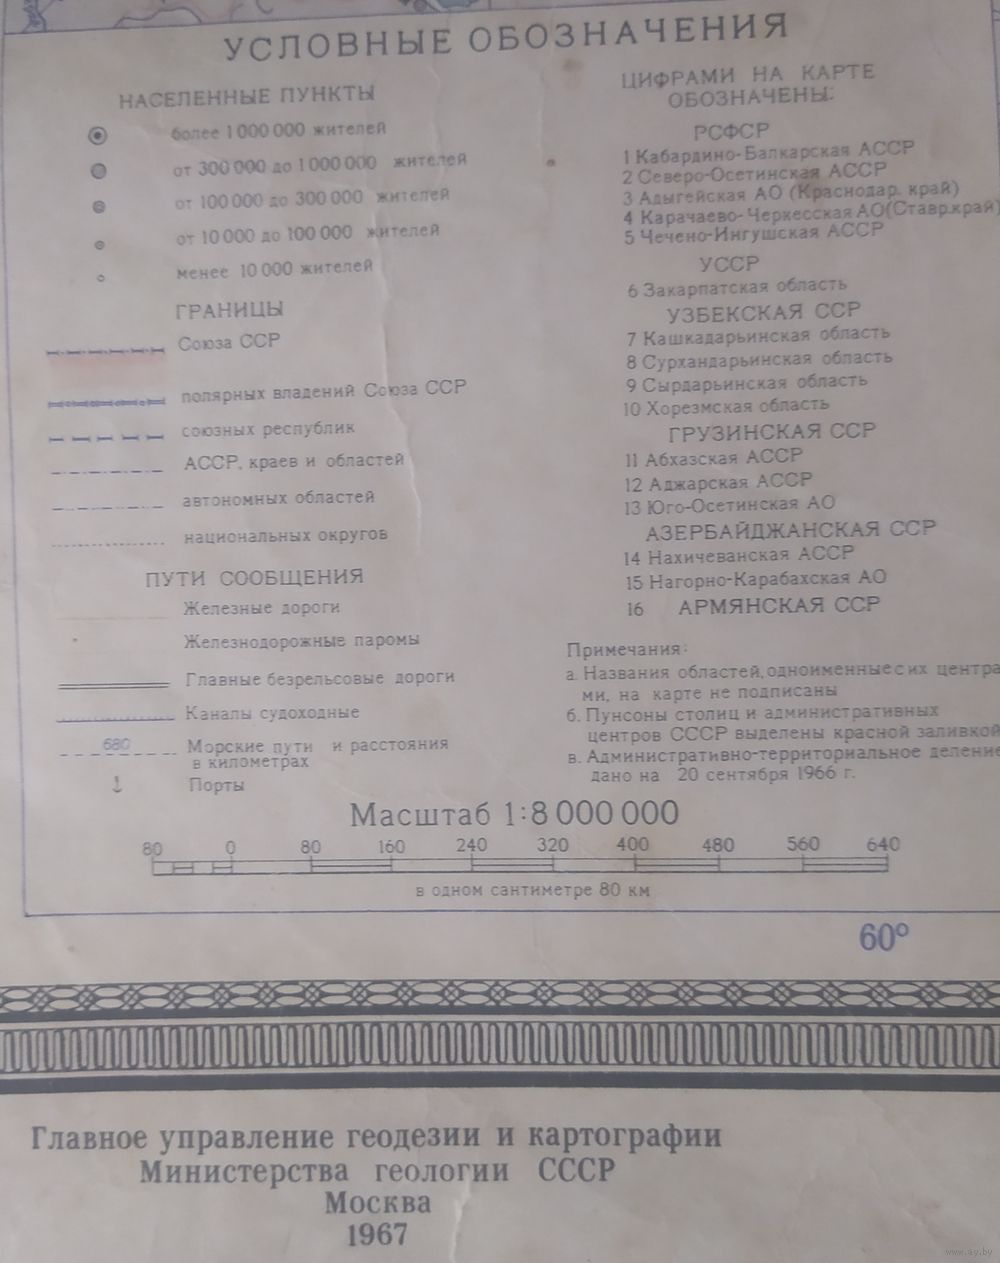 УСЛОВНЫЕ ОБОЗНАЧЕНИЯ
НАСЕЛЕННЫЕ ПУНКТЫ
более 1 000 000 жителей
от 300 000 до 1 000 000 жителей
от 100 000 до 300 000 жителей
от 10 000 до 100 000 жителей
менее 10 000 жителей
ГРАНИЦЫ
Союза ССР
полярных владений Союза ССР
союзных республик
АССР, краев и областей
автономных областей
национальных округов
ПУТИ СООБЩЕНИЯ
Железные дороги
Железнодорожные паромы
Главные безрельсовые дороги
Каналы судоходные
680 Морские пути и расстояния
в километрах
Порты
ЦИФРАМИ НА КАРТЕ
ОБОЗНАЧЕНЫ:
РСФСР
1 Кабардино-Балкарская АССР
2 Северо-Осетинская АССР
3 Адыгейская АО (Краснодар. край)
4 Карачаево-Черкесская АО(Ставр.край)
5 Чечено-Ингушская АССР
УССР
6 Закарпатская область
УЗБЕКСКАЯ ССР
7 Кашкадарьинская область
8 Сурхандарьинская область
9 Сырдарьинская область
10 Хорезмская область
ГРУЗИНСКАЯ ССР
11 Абхазская АССР
12 Аджарская АССР
13 Юго-Осетинская АО
АЗЕРБАЙДЖАНСКАЯ ССР
14 Нахичеванская АССР
15 Нагорно-Карабахская АО
16 АРМЯНСКАЯ ССР
Примечания:
а. Названия областей, одноименные с их центра
ми, на карте не подписаны
б. Пунсоны столиц и административных
центров СССР выделены красной заливкой
в. Административно-территориальное деление
дано на 20 сентября 1966 г.
Масштаб 1:8 000 000
80 0 80 160 240 320 400 480 560 640
в одном сантиметре 80 км
60°
Главное управление геодезии и картографии
Министерства геологии СССР
Москва
1967
www.ay.by